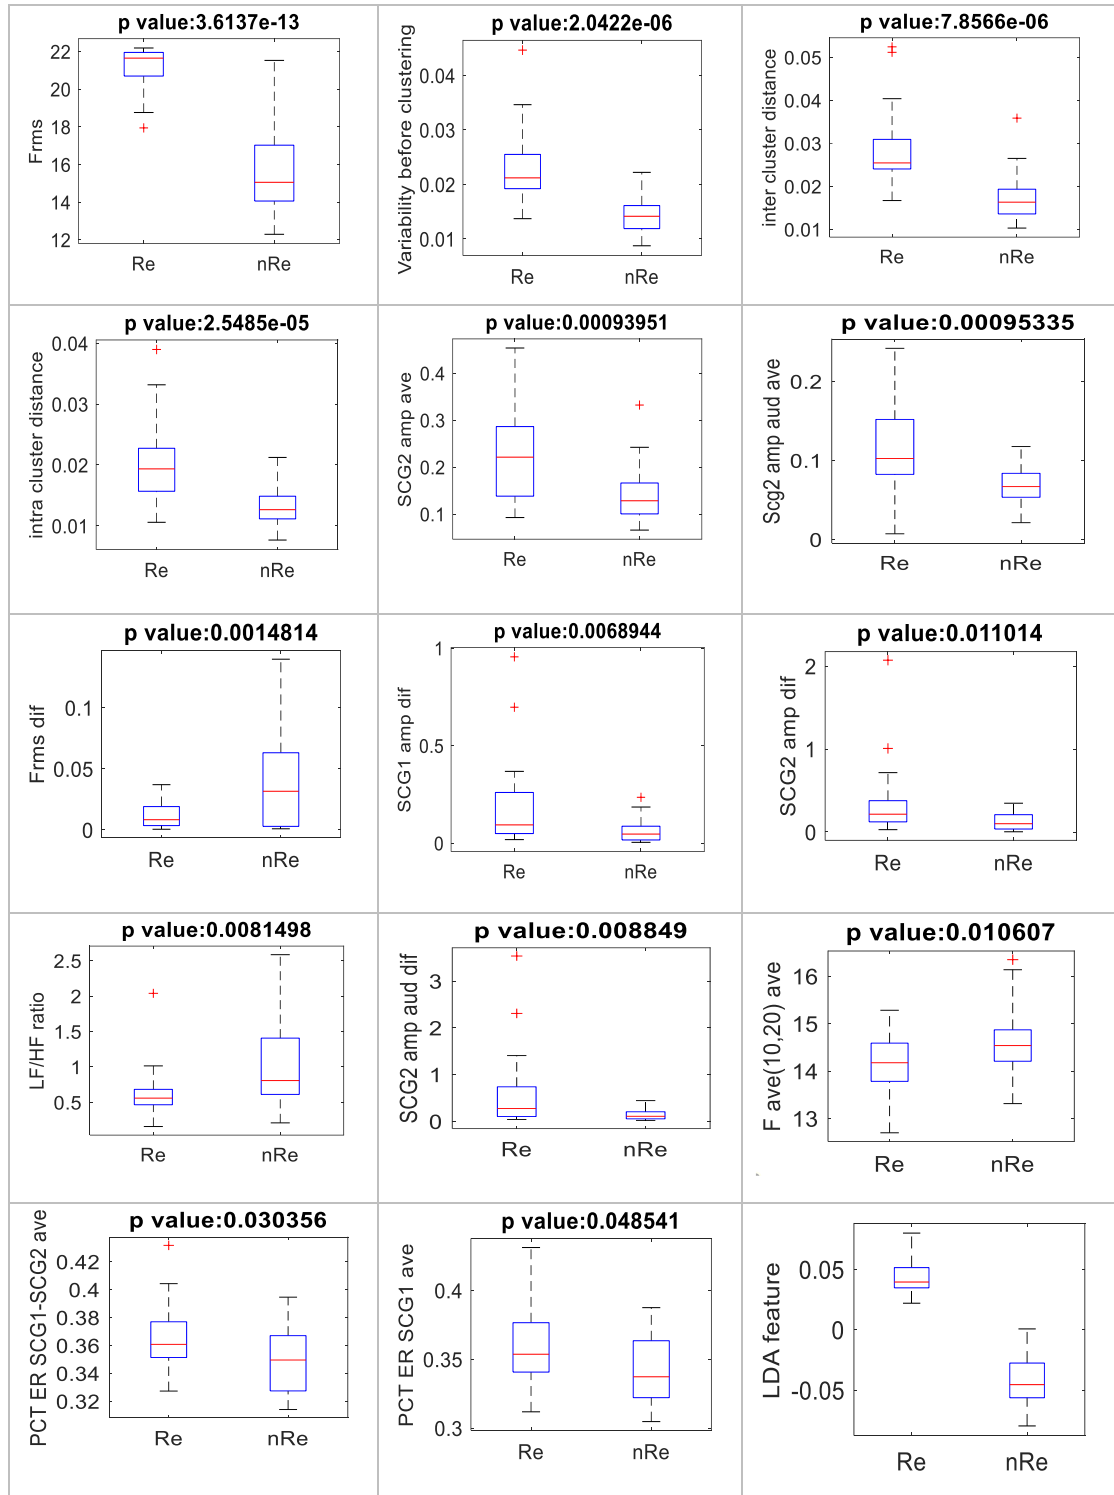 p value:3.6137e-13
Frms
22
20
18
16
14
12
Re nRe
p value:2.0422e-06
Variability before clustering
0.04
0.03
0.02
0.01
Re nRe
p value:7.8566e-06
inter cluster distance
0.05
0.04
0.03
0.02
0.01
Re nRe
p value:2.5485e-05
intra cluster distance
0.04
0.03
0.02
0.01
Re nRe
p value:0.00093951
SCG2 amp ave
0.4
0.3
0.2
0.1
Re nRe
p value:0.00095335
Scg2 amp aud ave
0.2
0.1
0
Re nRe
p value:0.0014814
Frms dif
0.1
0.05
0
Re nRe
p value:0.0068944
SCG1 amp dif
1
0.5
0
Re nRe
p value:0.011014
SCG2 amp dif
2
1
0
Re nRe
p value:0.0081498
LF/HF ratio
2.5
2
1.5
1
0.5
Re nRe
p value:0.008849
SCG2 amp aud dif
3
2
1
0
Re nRe
p value:0.010607
F ave(10,20) ave
16
15
14
13
Re nRe
p value:0.030356
PCT ER SCG1-SCG2 ave
0.42
0.4
0.38
0.36
0.34
0.32
Re nRe
p value:0.048541
PCT ER SCG1 ave
0.4
0.35
0.3
Re nRe
LDA feature
0.05
0
-0.05
Re nRe